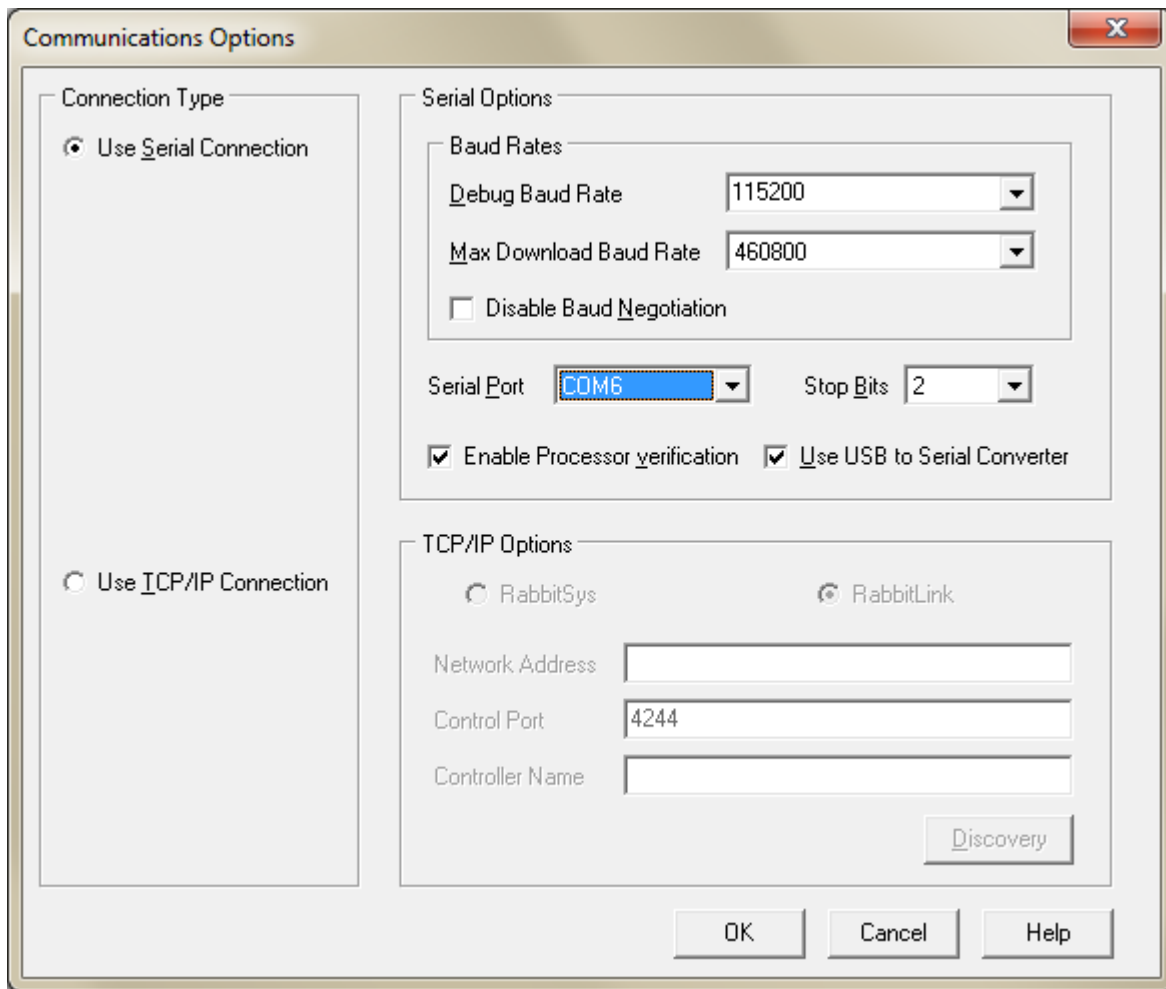 Communications Options
Connection Type
Use Serial Connection
Use TCP/IP Connection
Serial Options
Baud Rates
Debug Baud Rate 115200
Max Download Baud Rate 460800
Disable Baud Negotiation
Serial Port COM6 Stop Bits 2
Enable Processor verification Use USB to Serial Converter
TCP/IP Options
RabbitSys RabbitLink
Network Address
Control Port 4244
Controller Name
Discovery
OK Cancel Help